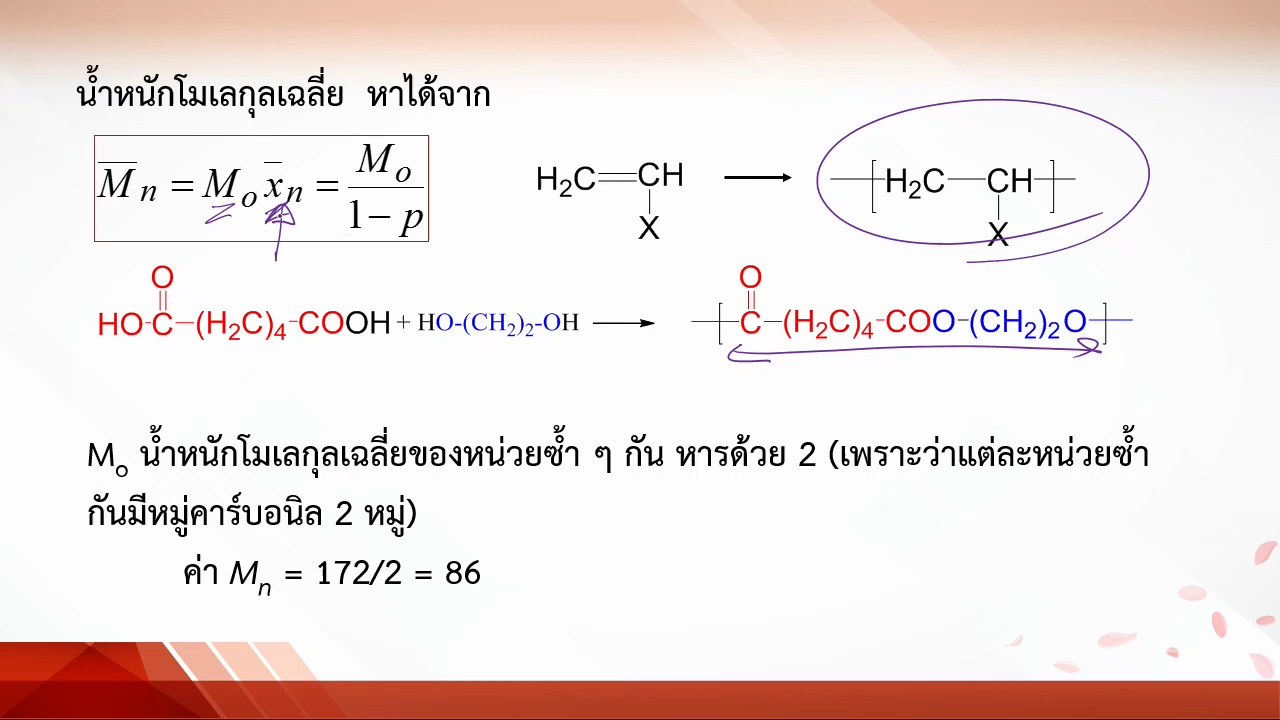 น้ำหนักโมเลกุลเฉลี่ย หาได้จาก
M̅n = Mo x̅n = Mo / 1 − p
H2C═CH X → [H2C—CH X]
HO-C(=O)—(H2C)4-COOH + HO-(CH2)2-OH → [C(=O)—(H2C)4-COO-(CH2)2O]
Mo น้ำหนักโมเลกุลเฉลี่ยของหน่วยซ้ำ ๆ กัน หารด้วย 2 (เพราะว่าแต่ละหน่วยซ้ำ
กันมีหมู่คาร์บอนิล 2 หมู่)
ค่า Mn = 172/2 = 86